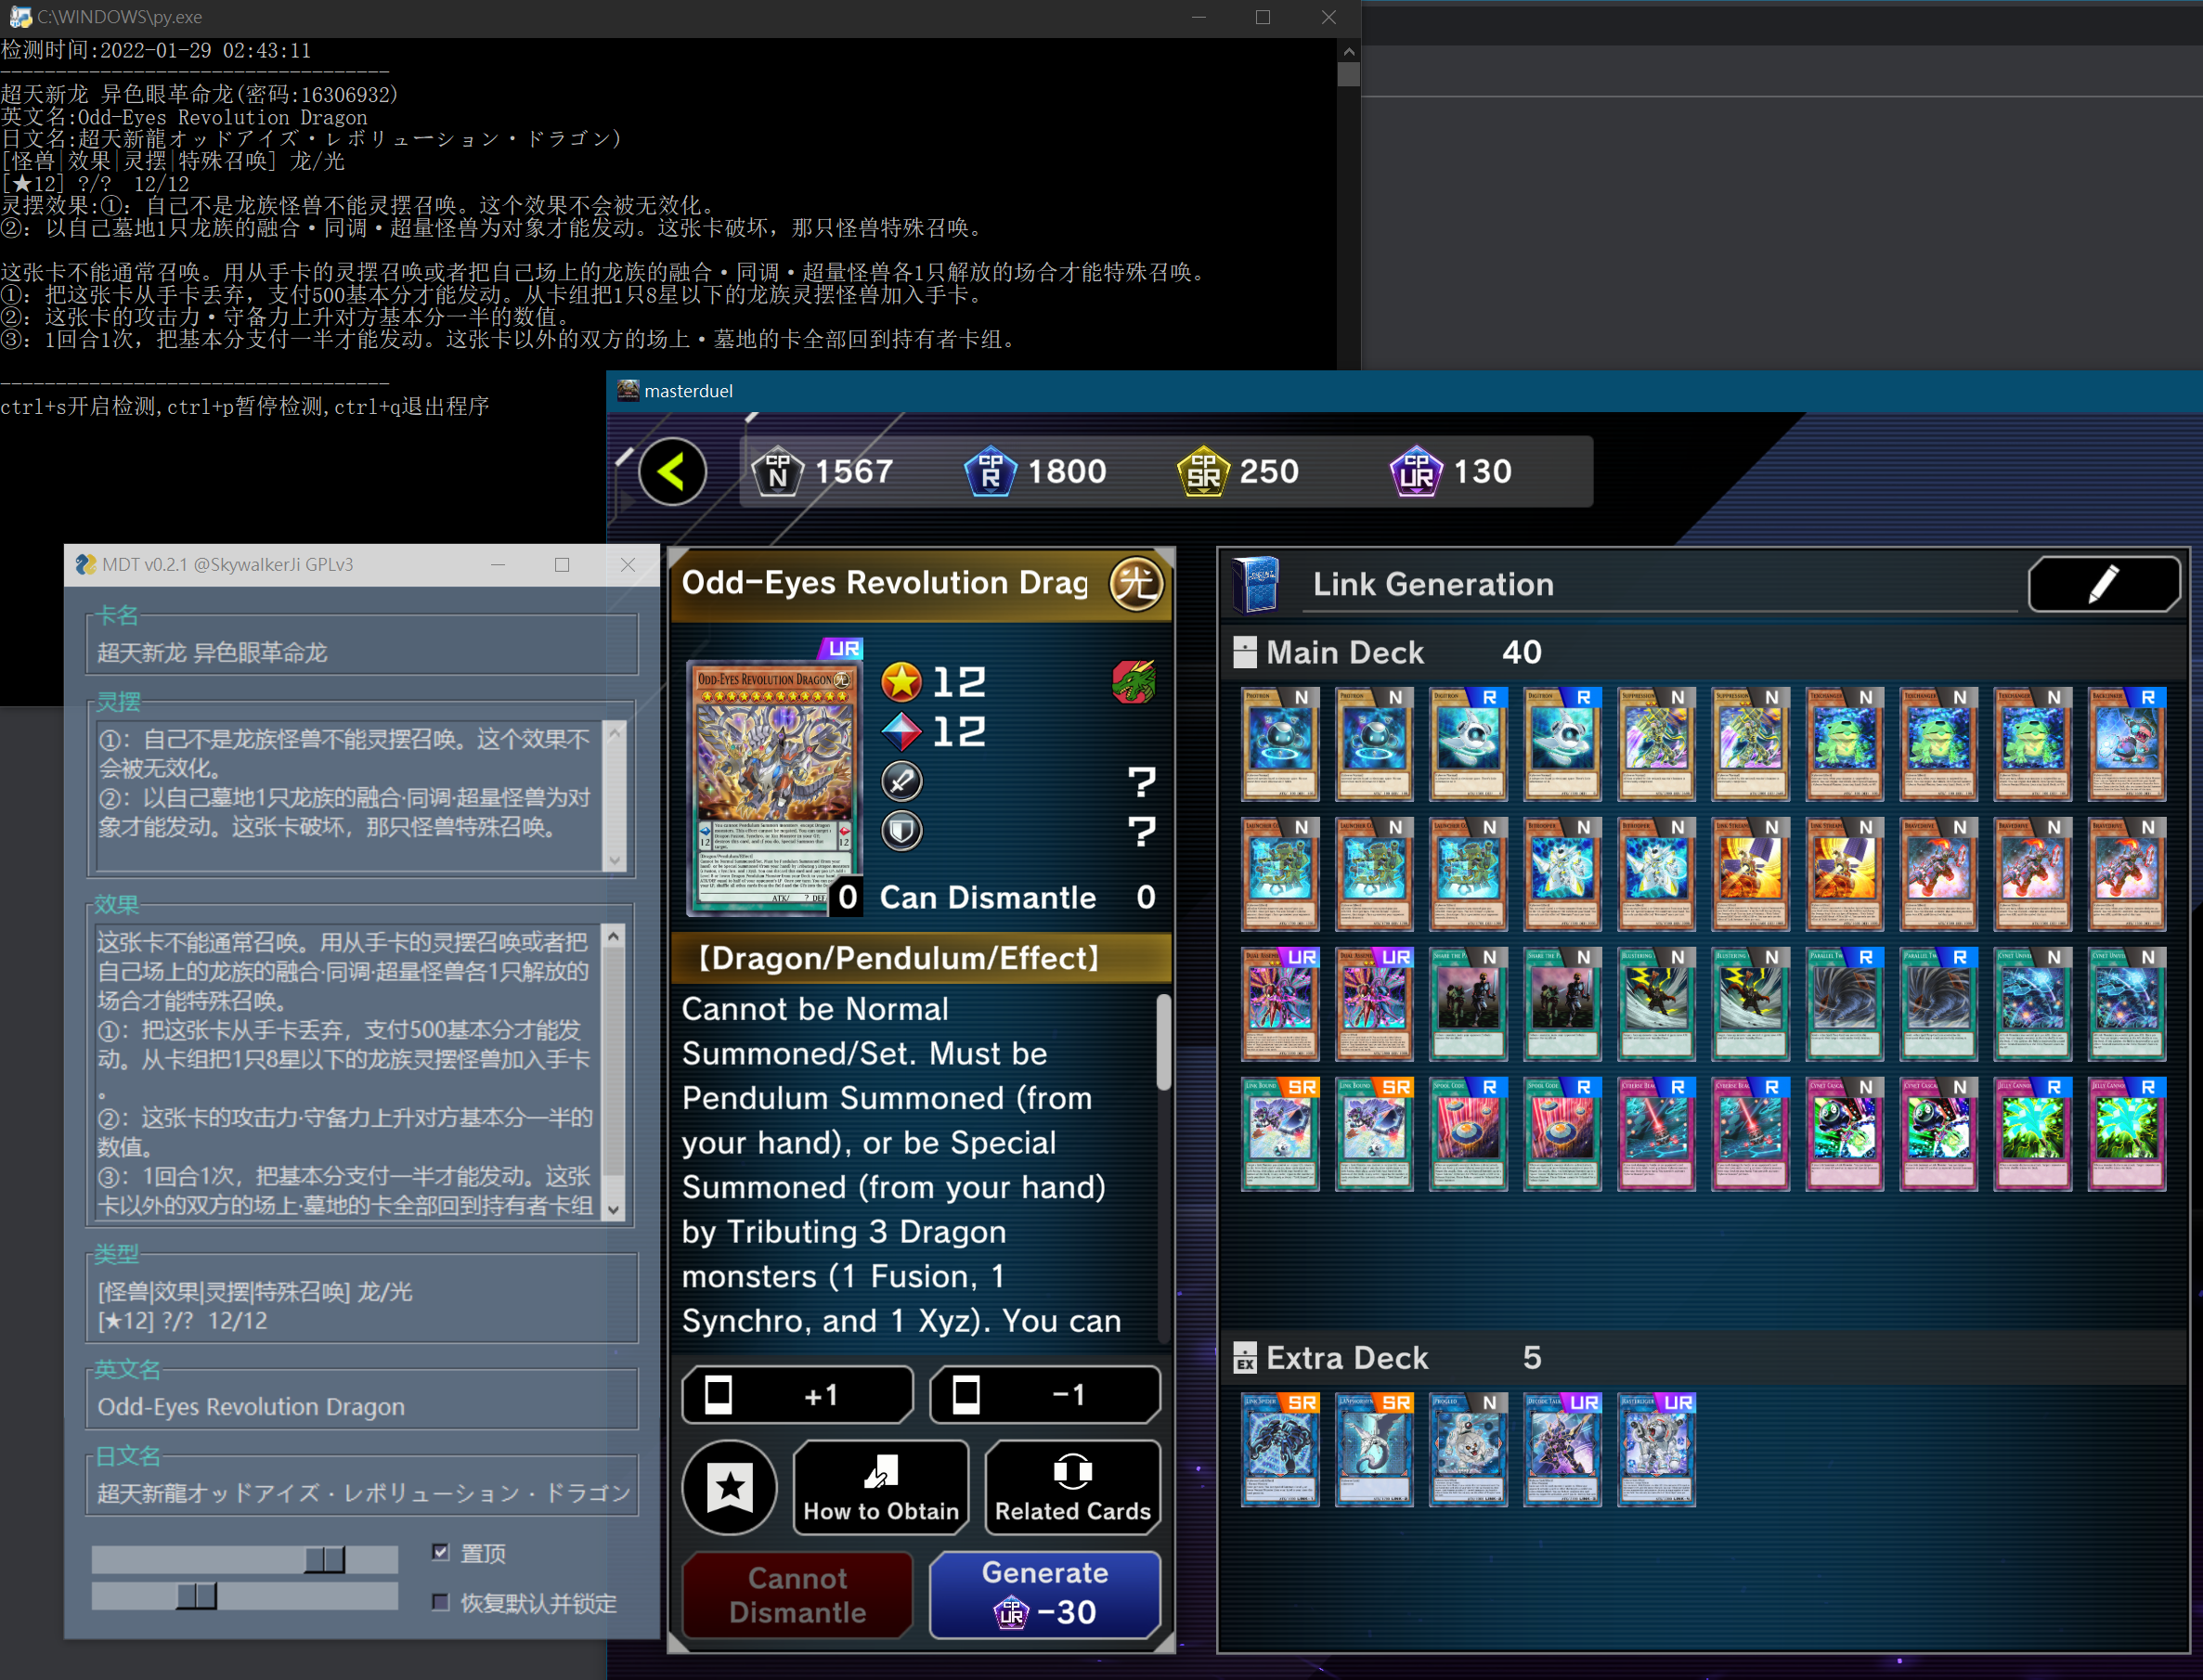 C:\WINDOWS\py.exe
检测时间:2022-01-29 02:43:11
-----------------------------------
超天新龙 异色眼革命龙(密码:16306932)
英文名:Odd-Eyes Revolution Dragon
日文名:超天新龍オッドアイズ・レボリューション・ドラゴン)
[怪兽|效果|灵摆|特殊召唤] 龙/光
[★12] ?/? 12/12
灵摆效果:①：自己不是龙族怪兽不能灵摆召唤。这个效果不会被无效化。
②：以自己墓地1只龙族的融合·同调·超量怪兽为对象才能发动。这张卡破坏，那只怪兽特殊召唤。
这张卡不能通常召唤。用从手卡的灵摆召唤或者把自己场上的龙族的融合·同调·超量怪兽各1只解放的场合才能特殊召唤。
①：把这张卡从手卡丢弃，支付500基本分才能发动。从卡组把1只8星以下的龙族灵摆怪兽加入手卡。
②：这张卡的攻击力·守备力上升对方基本分一半的数值。
③：1回合1次，把基本分支付一半才能发动。这张卡以外的双方的场上·墓地的卡全部回到持有者卡组。
-----------------------------------
ctrl+s开启检测,ctrl+p暂停检测,ctrl+q退出程序
masterduel
CP N 1567
CP R 1800
CP SR 250
CP UR 130
MDT v0.2.1 @SkywalkerJi GPLv3
卡名
超天新龙 异色眼革命龙
灵摆
①：自己不是龙族怪兽不能灵摆召唤。这个效果不
会被无效化。
②：以自己墓地1只龙族的融合·同调·超量怪兽为对
象才能发动。这张卡破坏，那只怪兽特殊召唤。
效果
这张卡不能通常召唤。用从手卡的灵摆召唤或者把
自己场上的龙族的融合·同调·超量怪兽各1只解放的
场合才能特殊召唤。
①：把这张卡从手卡丢弃，支付500基本分才能发
动。从卡组把1只8星以下的龙族灵摆怪兽加入手卡
。
②：这张卡的攻击力·守备力上升对方基本分一半的
数值。
③：1回合1次，把基本分支付一半才能发动。这张
卡以外的双方的场上·墓地的卡全部回到持有者卡组
类型
[怪兽|效果|灵摆|特殊召唤] 龙/光
[★12] ?/? 12/12
英文名
Odd-Eyes Revolution Dragon
日文名
超天新龍オッドアイズ・レボリューション・ドラゴン
置顶
恢复默认并锁定
Odd-Eyes Revolution Drag
光
UR
ODD-EYES REVOLUTION DRAGON
12
12
?
?
0
Can Dismantle 0
【Dragon/Pendulum/Effect】
Cannot be Normal
Summoned/Set. Must be
Pendulum Summoned (from
your hand), or be Special
Summoned (from your hand)
by Tributing 3 Dragon
monsters (1 Fusion, 1
Synchro, and 1 Xyz). You can
+1
-1
How to Obtain
Related Cards
Cannot
Dismantle
Generate
CP UR -30
Link Generation
Main Deck 40
N N R R N N N N N R
N N N N N N N N N N
UR UR N N N N R R N N
SR SR R R R R N N R R
EX Extra Deck 5
SR SR N UR UR